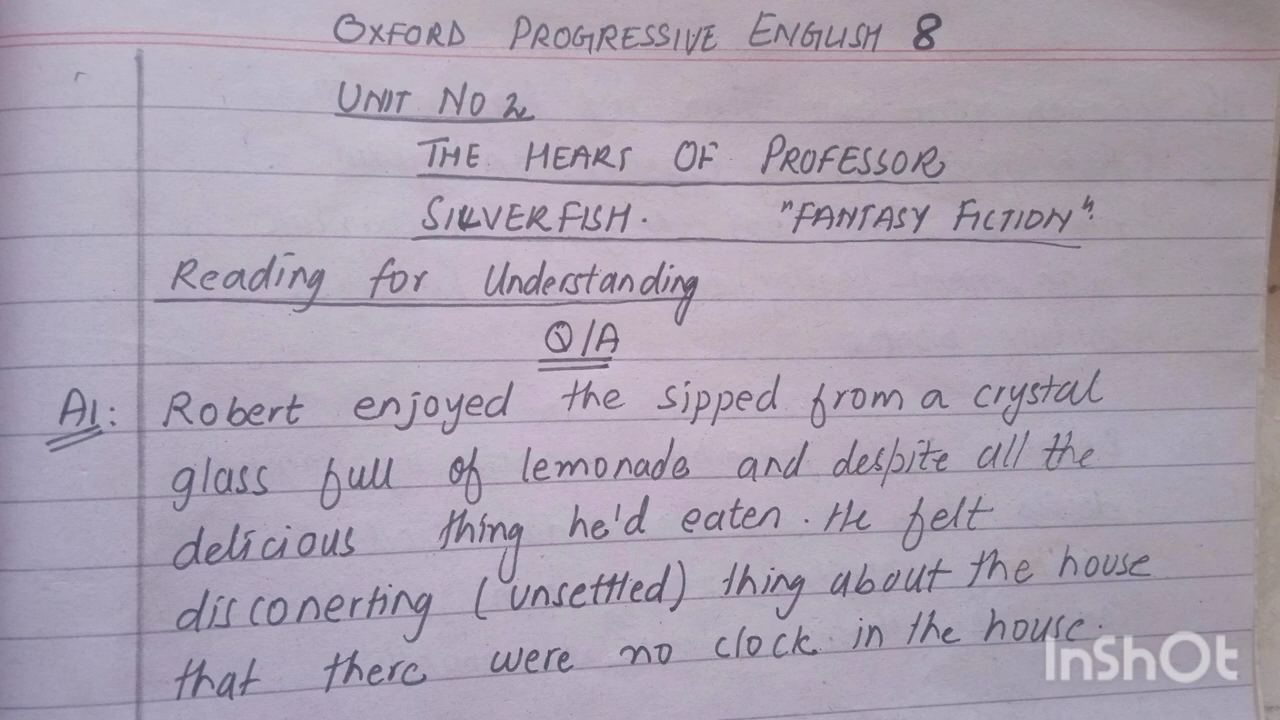 OXFORD PROGRESSIVE ENGLISH 8
UNIT NO 2
THE HEART OF PROFESSOR
SILVERFISH. "FANTASY FICTION".
Reading for Understanding
Q/A
A1: Robert enjoyed the sipped from a crystal
glass full of lemonade and despite all the
delicious thing he'd eaten. He felt
disconerting (unsettled) thing about the house
that there were no clock in the house.
InShOt